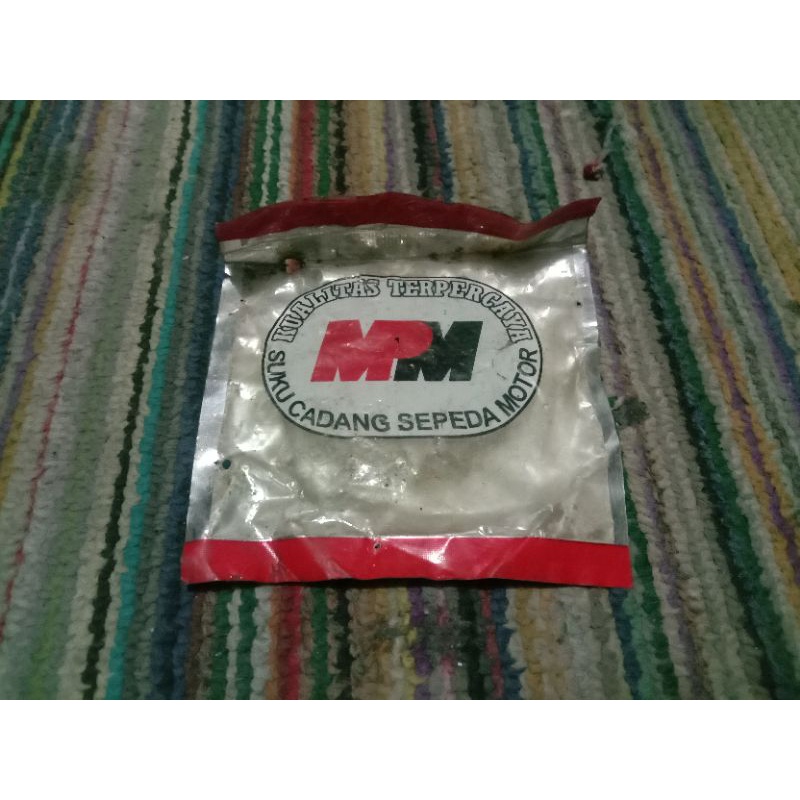 KUALITAS TERPERCAYA
MPM
SUKU CADANG SEPEDA MOTOR